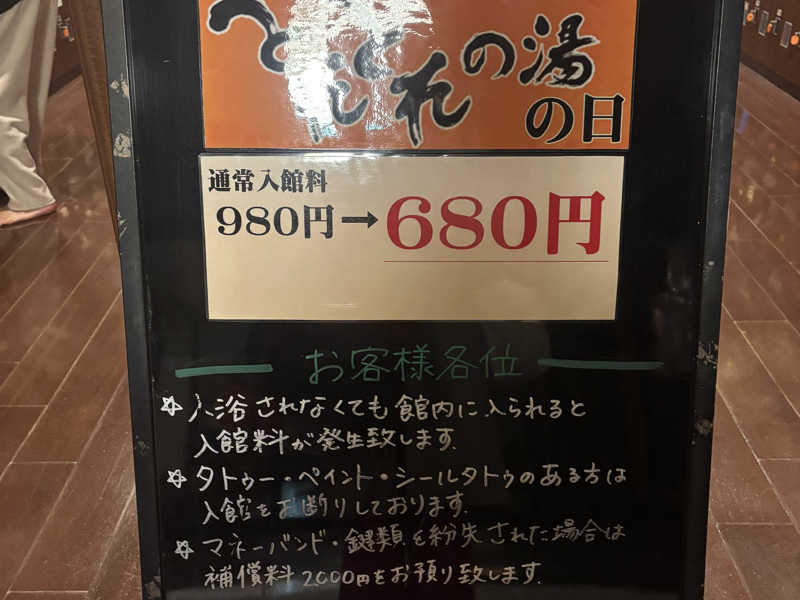 つれづれの湯
の日
通常入館料
980円→680円
お客様各位
☆入浴されなくても館内に入られると
入館料が発生致します。
☆タトゥー・ペイント・シールタトゥのある方は
入館をお断りしております。
☆マネーバンド・鍵類を紛失された場合は
補償料2000円をお預り致します。